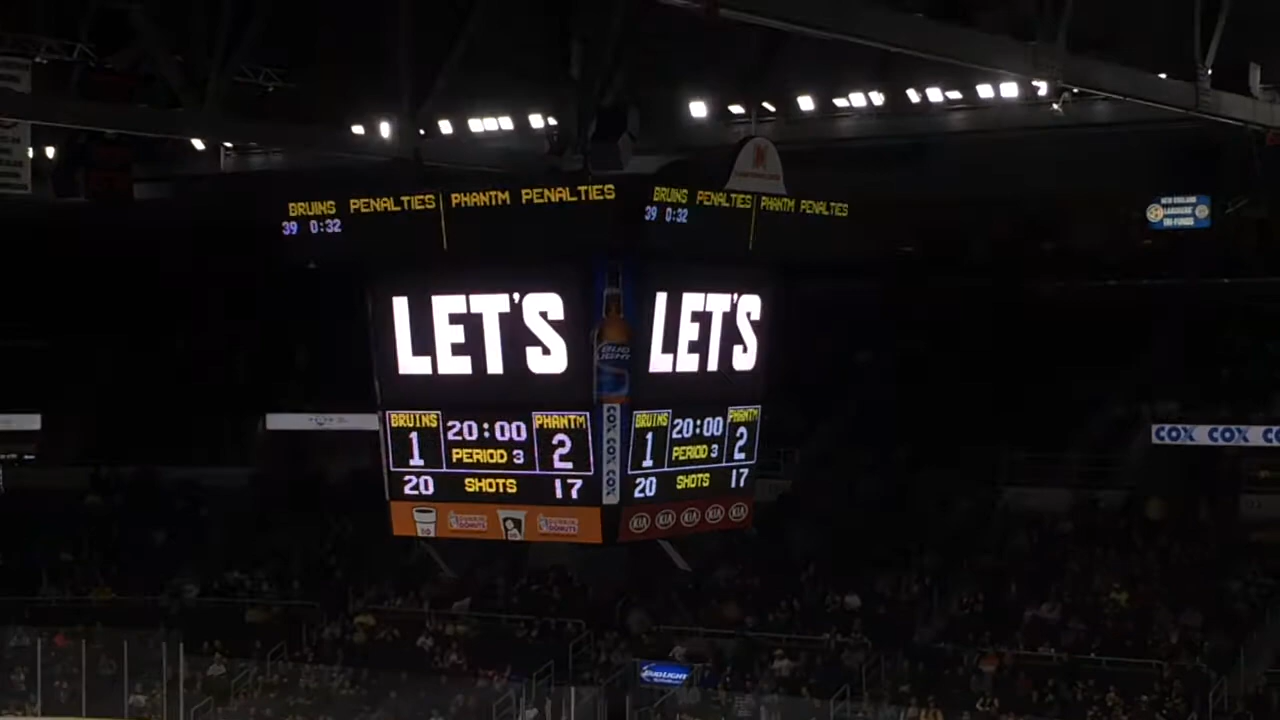 BRUINS PENALTIES PHANTM PENALTIES
39 0:32
BRUINS PENALTIES PHANTM PENALTIES
39 0:32
NEW ENGLAND
LET'S
BUD
LIGHT
LET'S
BRUINS 20:00 PHANTM
1 PERIOD 3 2
20 SHOTS 17
COX COX COX
BRUINS 20:00 PHANTM
1 PERIOD 3 2
20 SHOTS 17
COX COX C
DUNKIN' DONUTS DUNKIN' DONUTS
KIA KIA KIA KIA KIA
BUD LIGHT